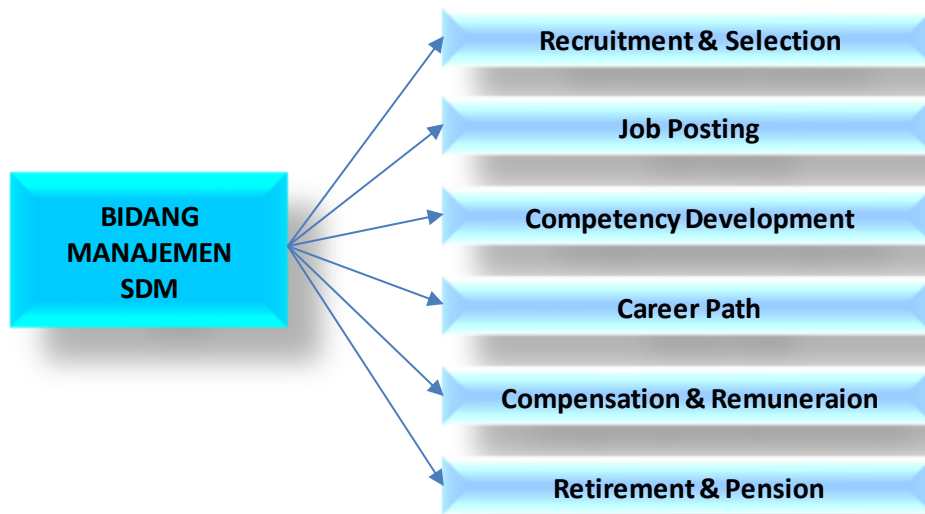 BIDANG
MANAJEMEN
SDM
Recruitment & Selection
Job Posting
Competency Development
Career Path
Compensation & Remuneraion
Retirement & Pension